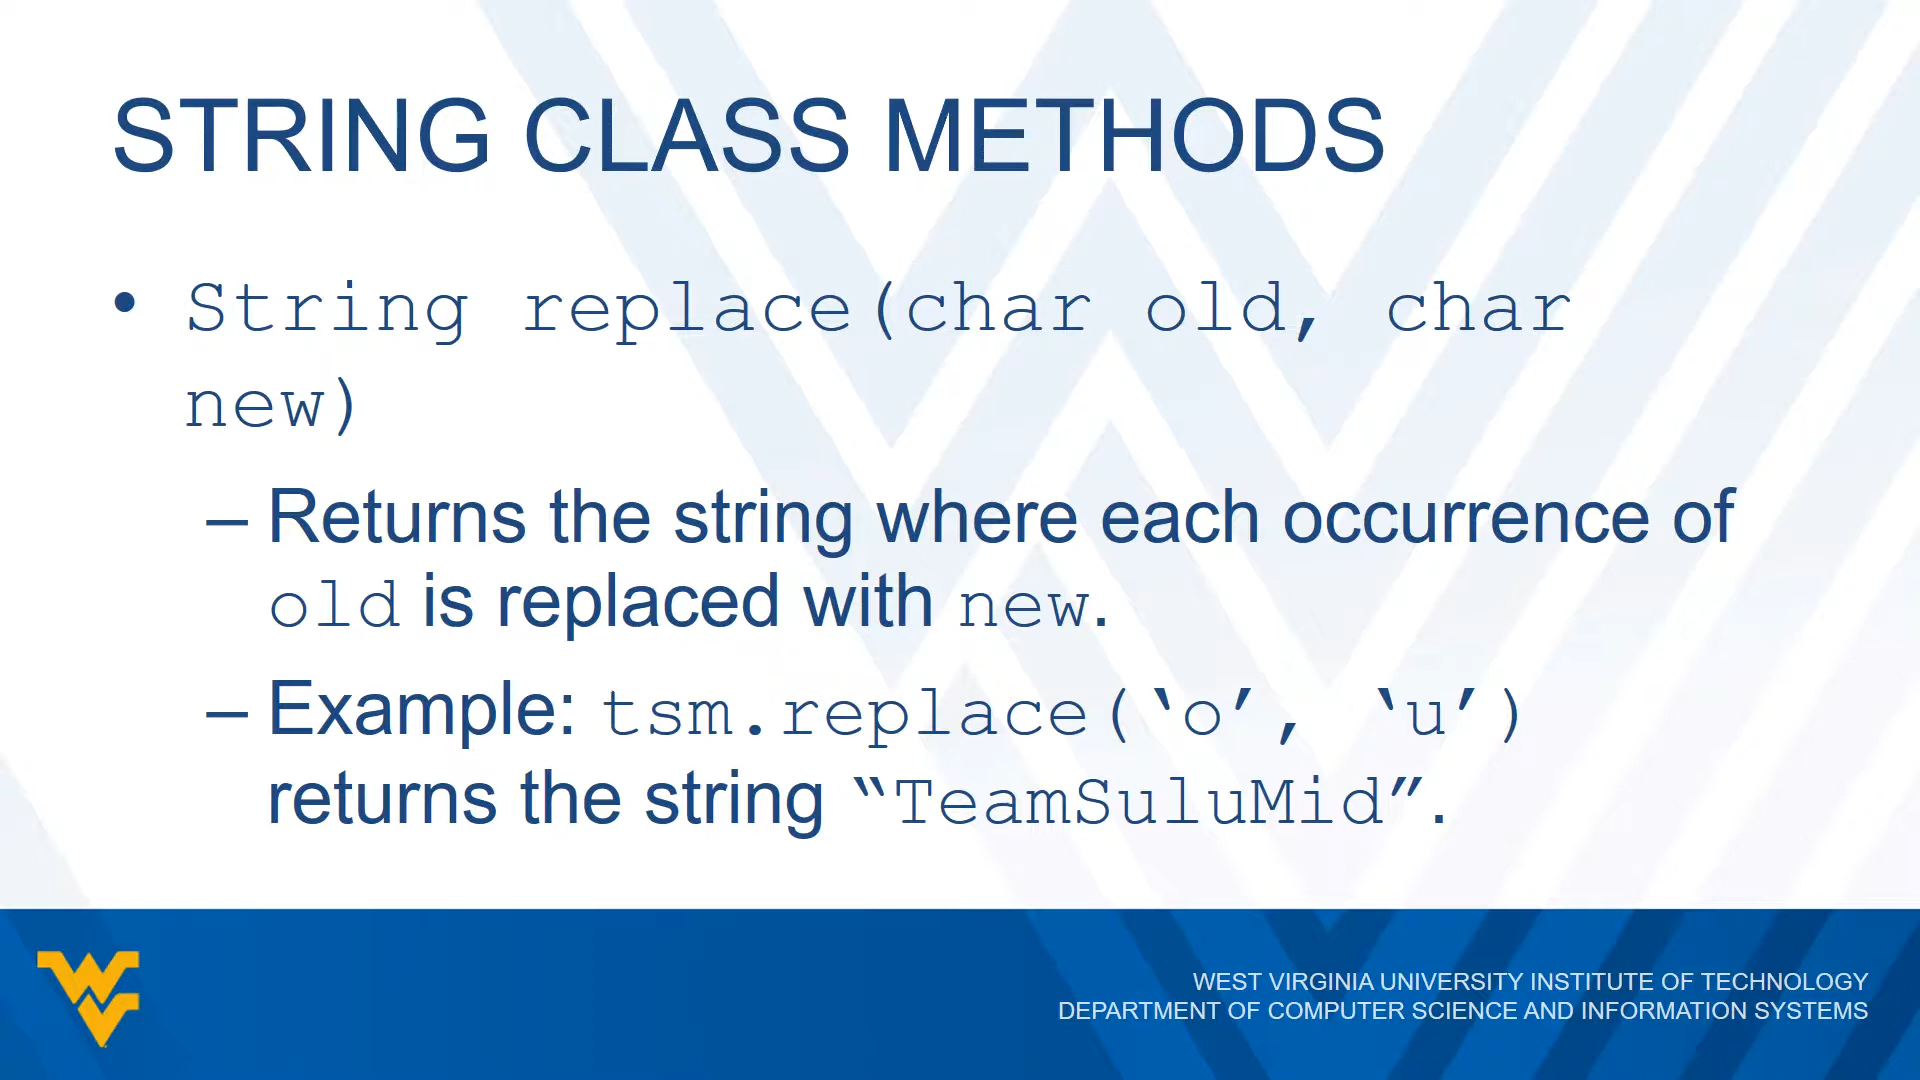 STRING CLASS METHODS
• String replace(char old, char
new)
– Returns the string where each occurrence of
old is replaced with new.
– Example: tsm.replace(‘o’, ‘u’)
returns the string “TeamSuluMid”.
WEST VIRGINIA UNIVERSITY INSTITUTE OF TECHNOLOGY
DEPARTMENT OF COMPUTER SCIENCE AND INFORMATION SYSTEMS